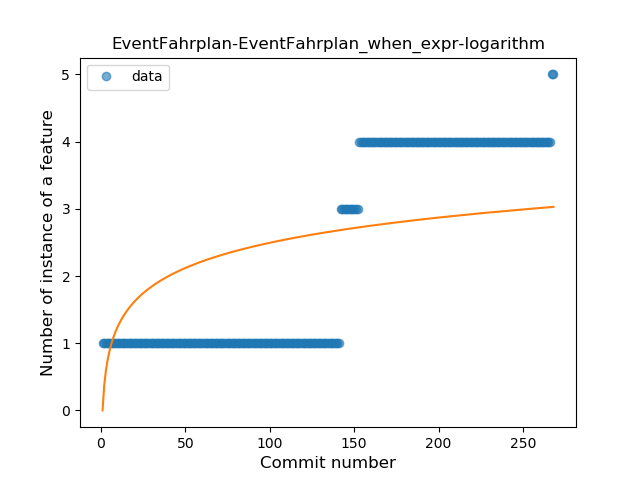 EventFahrplan-EventFahrplan_when_expr-logarithm
data
Number of instance of a feature
5
4
3
2
1
0
0 50 100 150 200 250
Commit number